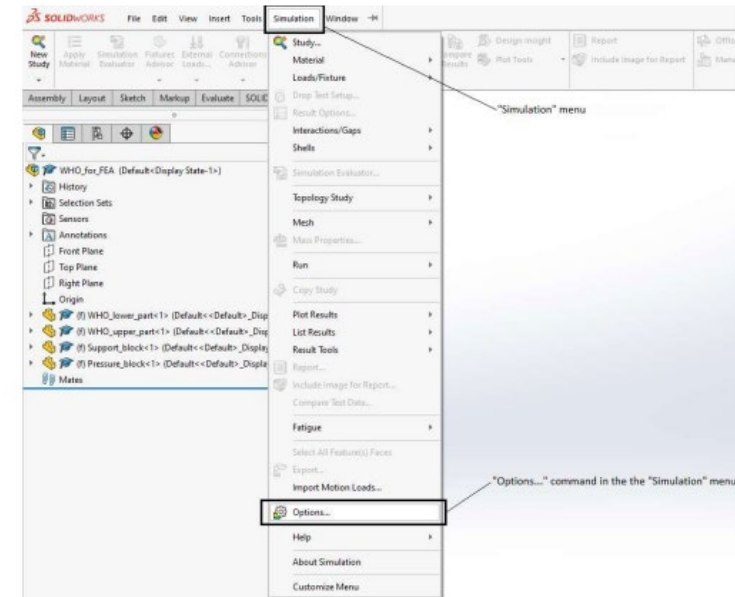 SOLIDWORKS File Edit View Insert Tools Simulation Window
New Study Apply Material Simulation Evaluator Fixtures Advisor External Loads... Connections Advisor
Compare Results Design Insight Plot Tools Report Include Image for Report
Assembly Layout Sketch Markup Evaluate
WHO_for_FEA (Default<Display State-1>)
History
Selection Sets
Sensors
Annotations
Front Plane
Top Plane
Right Plane
Origin
(f) WHO_lower_part<1> (Default<<Default>_Disp
(f) WHO_upper_part<1> (Default<<Default>_Disp
(f) Support_block<1> (Default<<Default>_Display
(f) Pressure_block<1> (Default<<Default>_Displa
Mates
Study...
Material
Loads/Fixture
Drop Test Setup...
Result Options...
Interactions/Gaps
Shells
Simulation Evaluator...
Topology Study
Mesh
Mass Properties...
Run
Copy Study
Plot Results
List Results
Result Tools
Report...
Include Image for Report...
Compare Test Data...
Fatigue
Select All Feature(s) Faces
Export...
Import Motion Loads...
Options...
Help
About Simulation
Customize Menu
"Simulation" menu
"Options..." command in the the "Simulation" menu